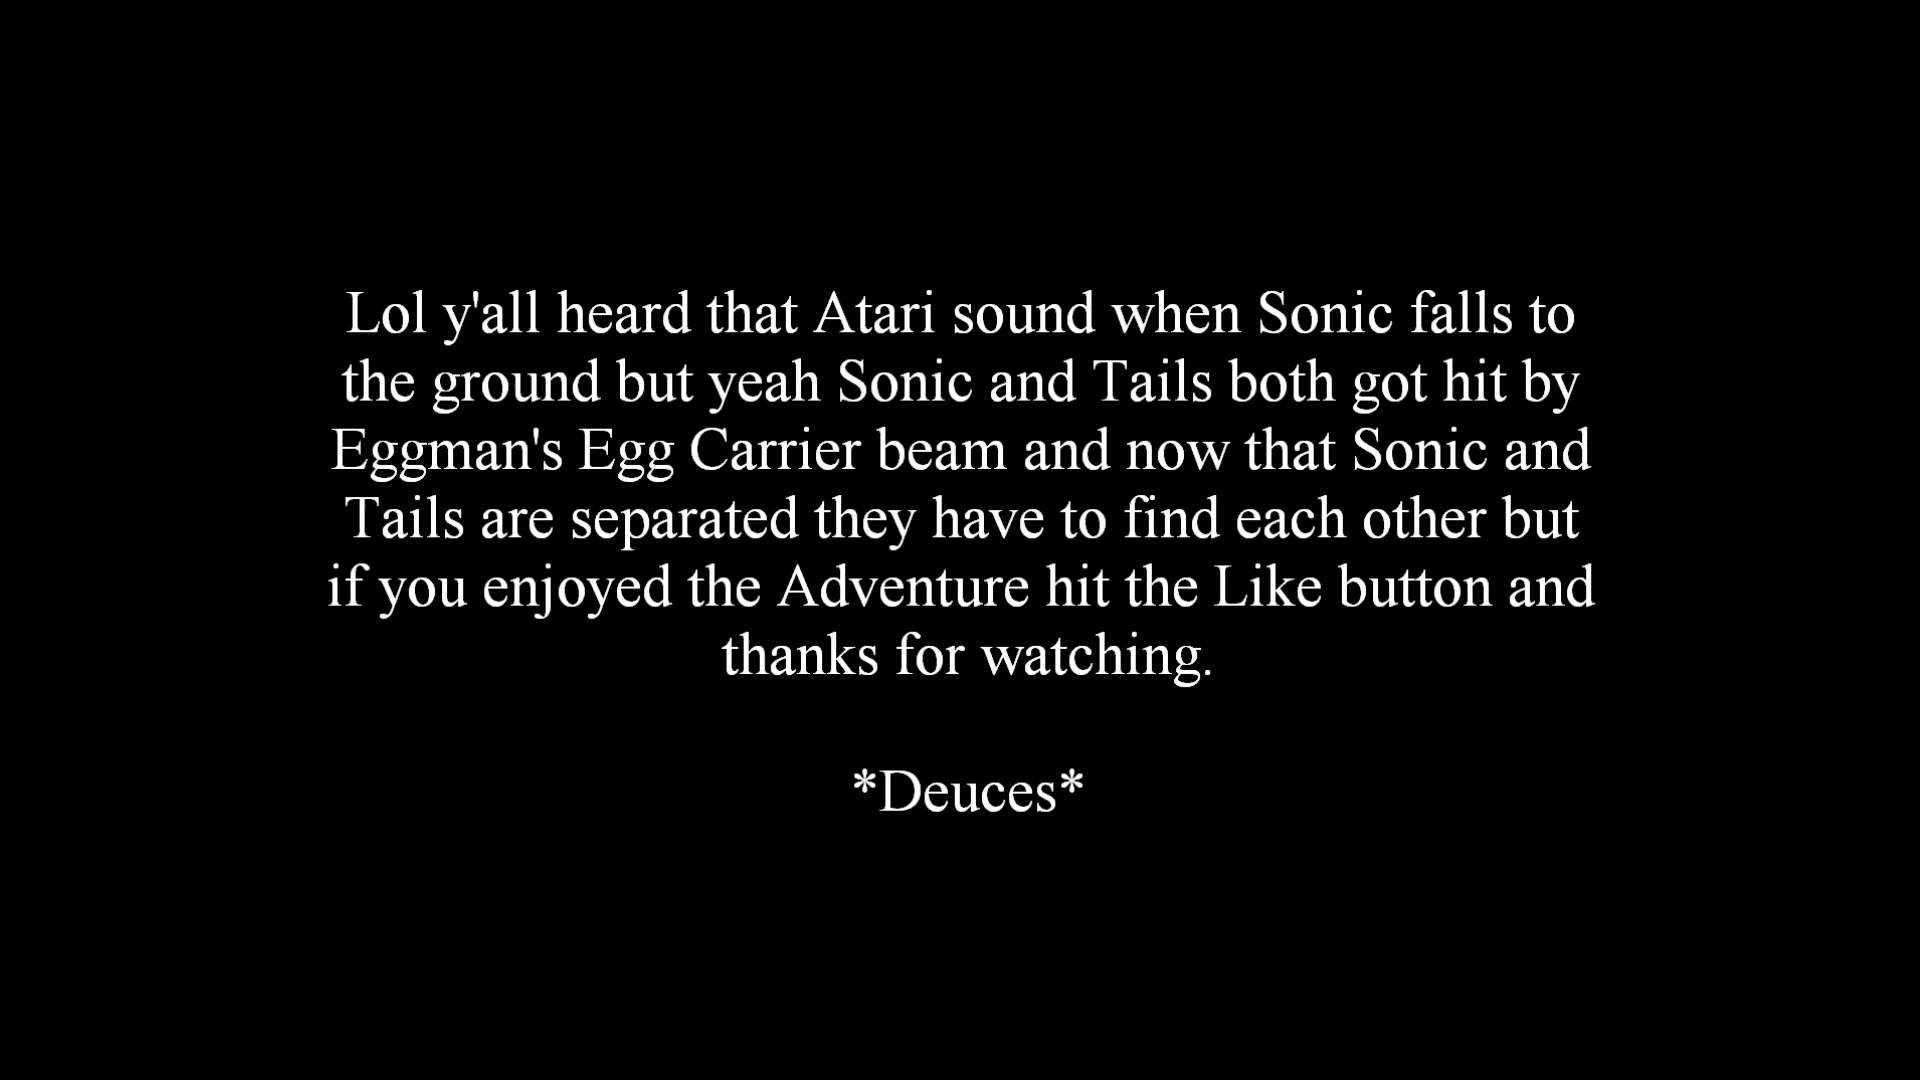 Lol y'all heard that Atari sound when Sonic falls to
the ground but yeah Sonic and Tails both got hit by
Eggman's Egg Carrier beam and now that Sonic and
Tails are separated they have to find each other but
if you enjoyed the Adventure hit the Like button and
thanks for watching.
*Deuces*